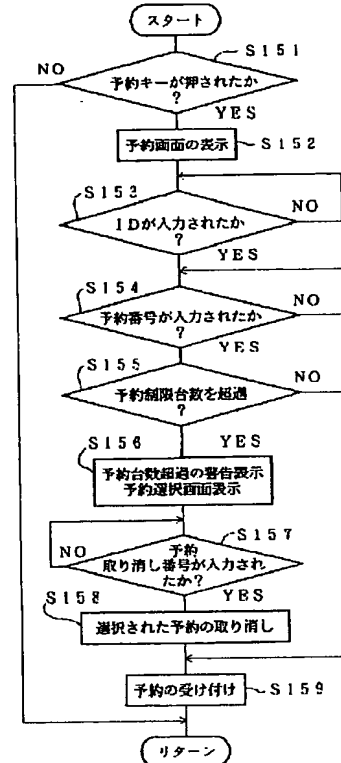 スタート
S151
NO
予約キーが押されたか
?
YES
予約画面の表示
S152
S153
IDが入力されたか
?
NO
YES
S154
予約番号が入力されたか
?
NO
YES
S155
予約制限台数を超過
?
NO
YES
S156
予約台数超過の警告表示
予約選択画面表示
S157
NO
予約
取り消し番号が入力され
たか?
YES
S158
選択された予約の取り消し
予約の受け付け
S159
リターン